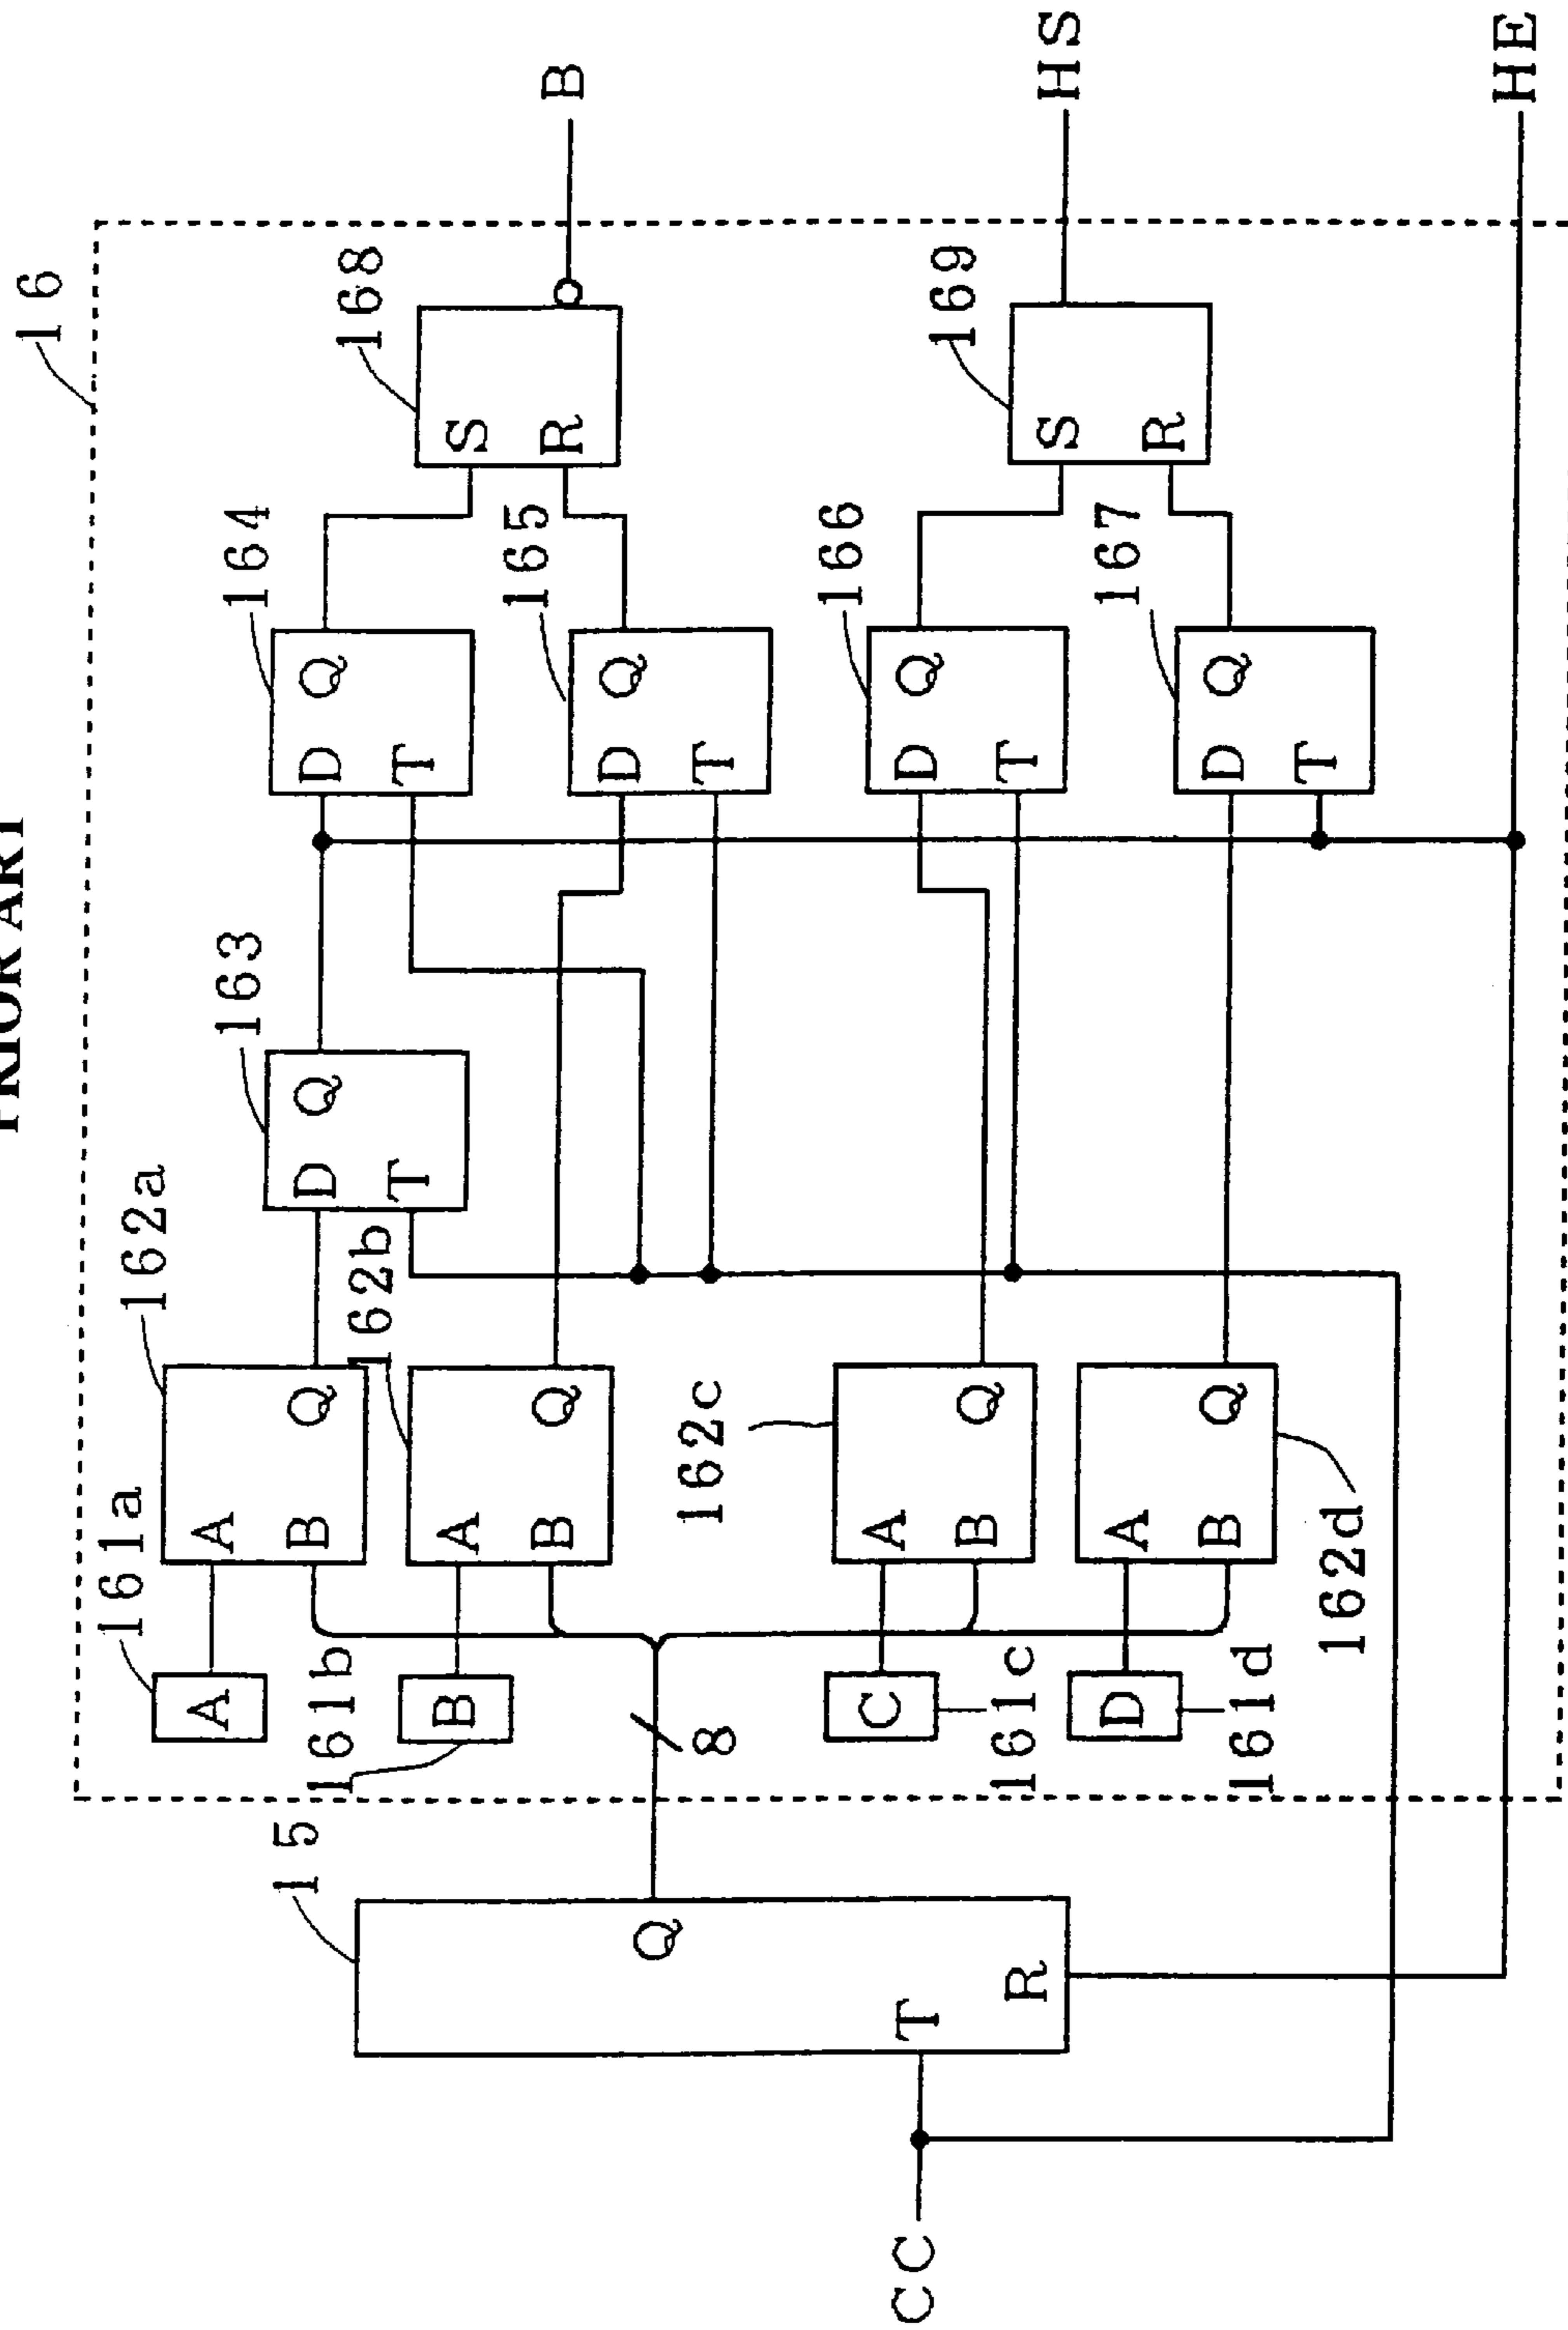 PRIOR ART
16
15
161a
162a
163
164
168
A
A
B
Q
D
Q
T
D
Q
T
S
R
B
161b
162b
165
B
A
B
Q
D
Q
T
Q
T
R
8
CC
162c
166
169
C
A
B
Q
D
Q
T
S
R
HS
161c
167
D
A
B
Q
D
Q
T
161d
162d
HE